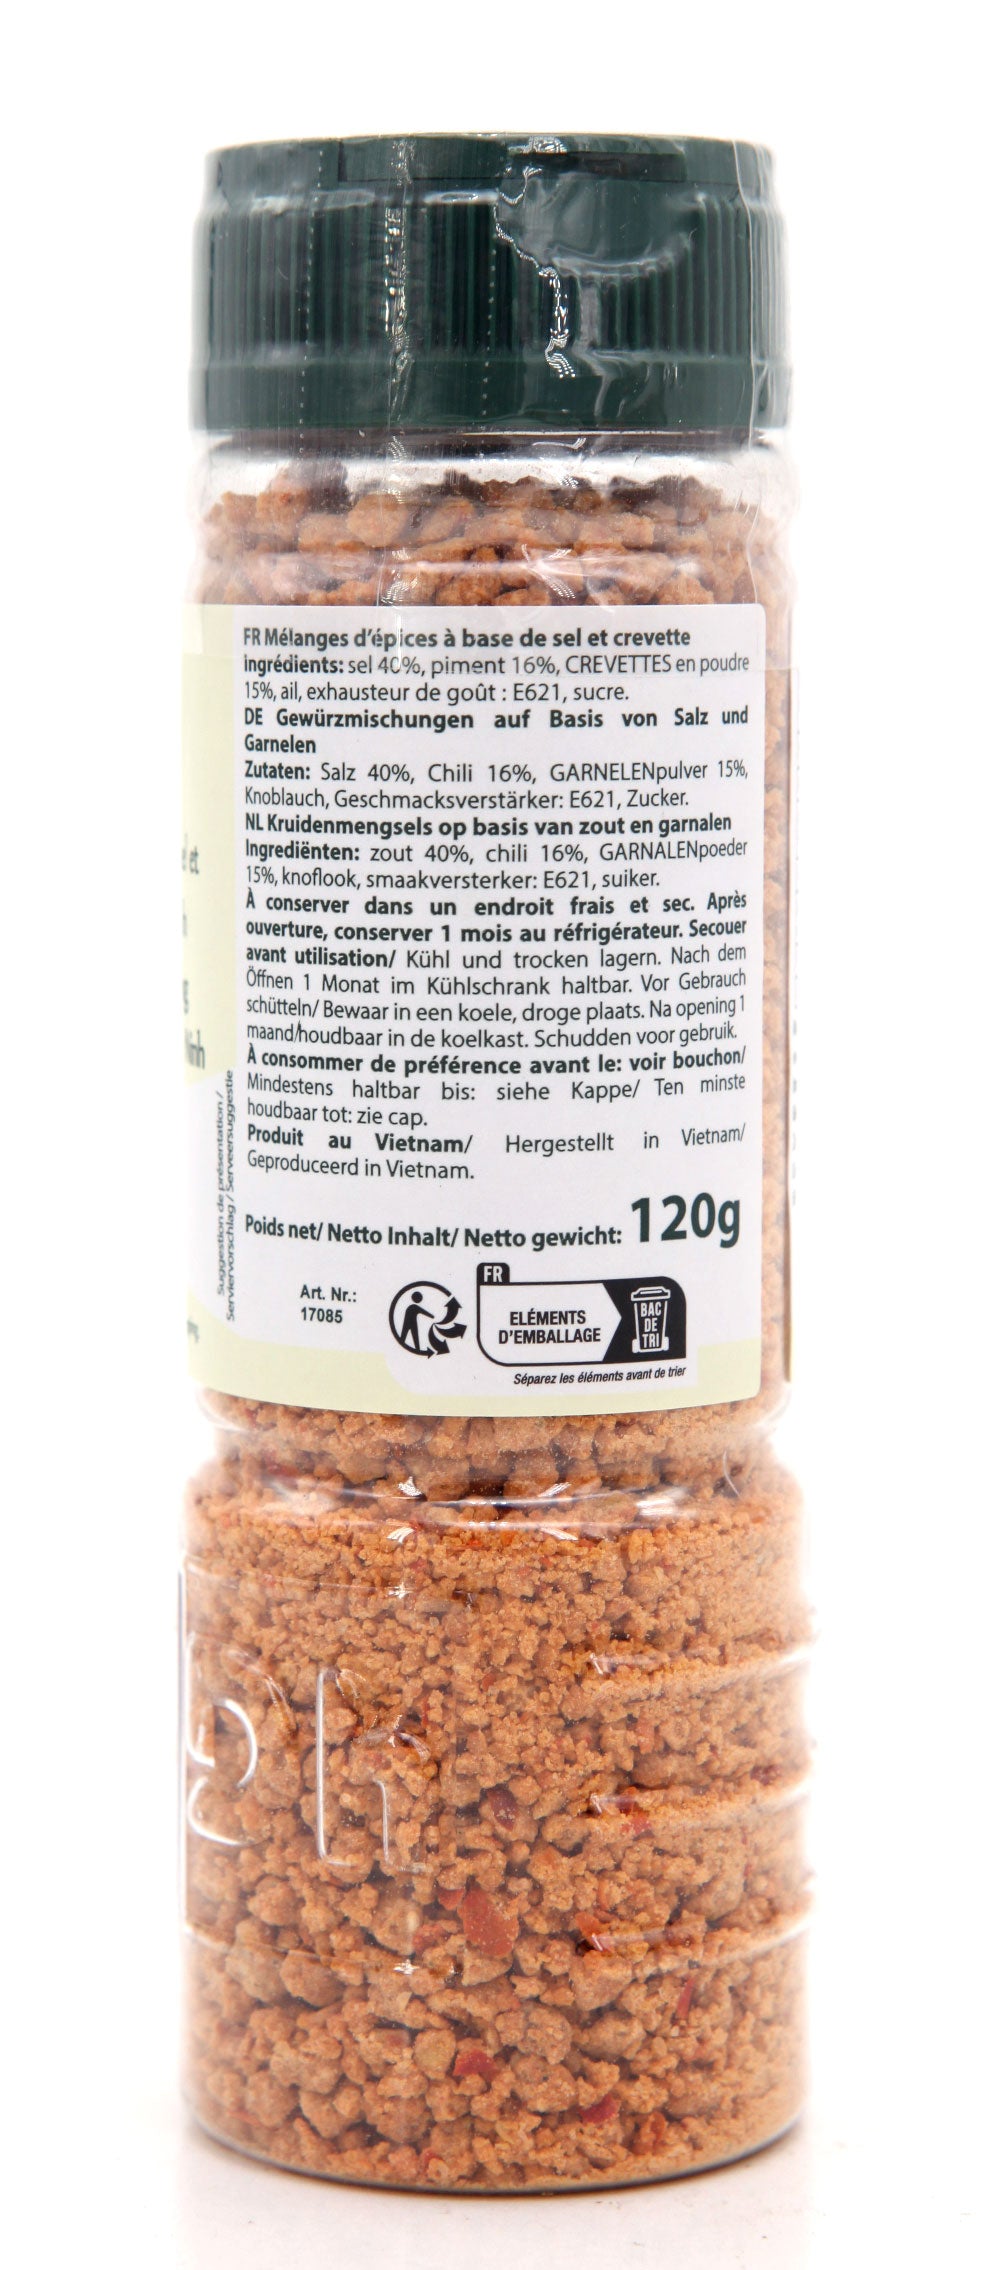 FR Mélanges d'épices à base de sel et crevette
ingrédients: sel 40%, piment 16%, CREVETTES en poudre
15%, ail, exhausteur de goût : E621, sucre.
DE Gewürzmischungen auf Basis von Salz und
Garnelen
Zutaten: Salz 40%, Chili 16%, GARNELENpulver 15%,
Knoblauch, Geschmacksverstärker: E621, Zucker.
NL Kruidenmengsels op basis van zout en garnalen
Ingrediënten: zout 40%, chili 16%, GARNALENpoeder
15%, knoflook, smaakversterker: E621, suiker.
À conserver dans un endroit frais et sec. Après
ouverture, conserver 1 mois au réfrigérateur. Secouer
avant utilisation/ Kühl und trocken lagern. Nach dem
Öffnen 1 Monat im Kühlschrank haltbar. Vor Gebrauch
schütteln/ Bewaar in een koele, droge plaats. Na opening 1
maand/houdbaar in de koelkast. Schudden voor gebruik.
À consommer de préférence avant le: voir bouchon/
Mindestens haltbar bis: siehe Kappe/ Ten minste
houdbaar tot: zie cap.
Produit au Vietnam/ Hergestellt in Vietnam/
Geproduceerd in Vietnam.
Poids net/ Netto Inhalt/ Netto gewicht: 120g
Art. Nr.:
17085
FR
ELÉMENTS
D'EMBALLAGE
BAC
DE
TRI
Séparez les éléments avant de trier
Suggestion de présentation /
Serviervorschlag / Serveersuggestie
et